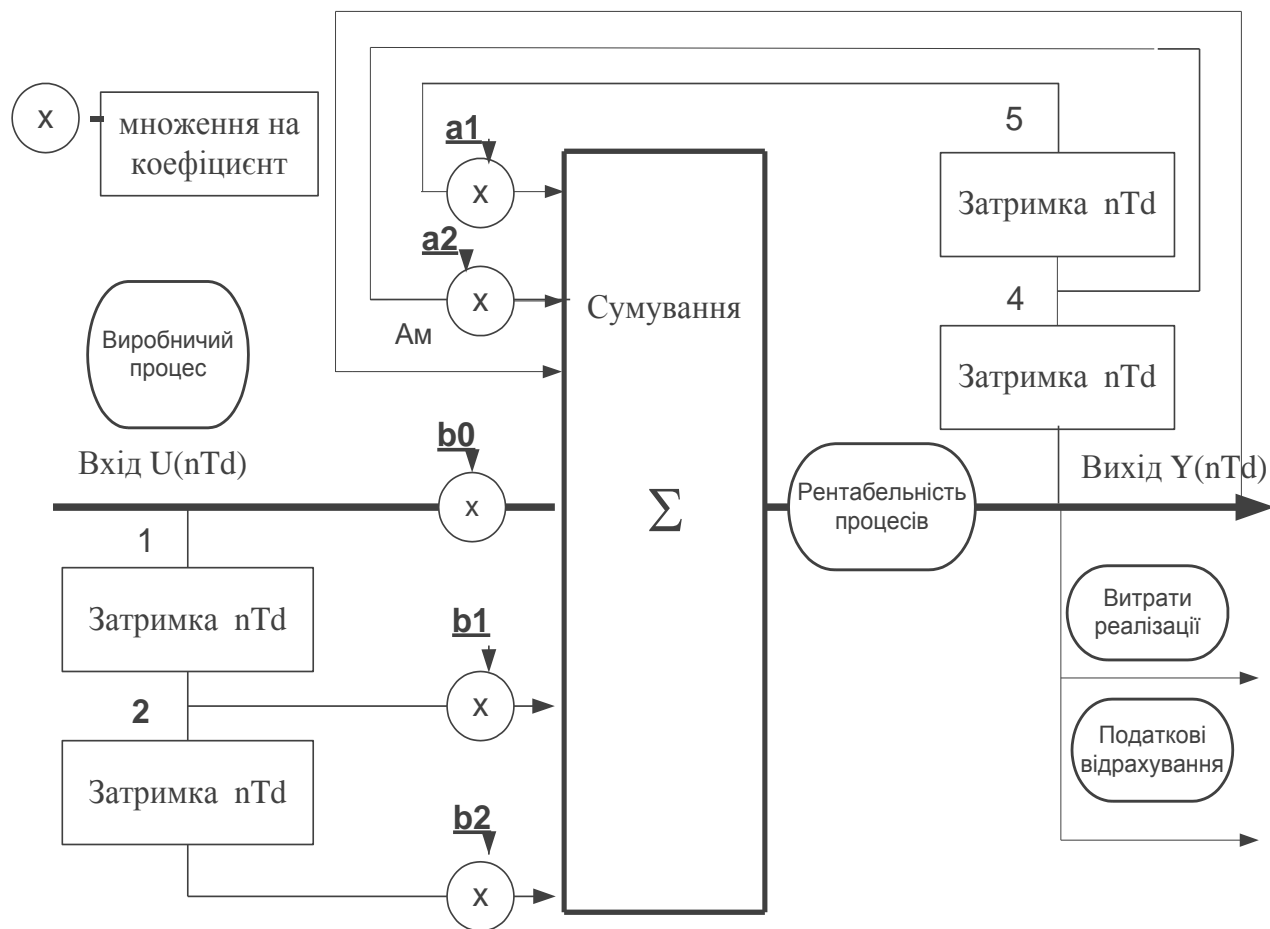 x
множення на
коефіциєнт
a1
x
5
Затримка nTd
a2
x
Ам
4
Сумування
Затримка nTd
Виробничий
процес
Вхід U(nTd)
b0
x
Σ
Рентабельність
процесів
Вихід Y(nTd)
1
Затримка nTd
b1
x
Витрати
реалізації
2
Затримка nTd
Податкові
відрахування
b2
x